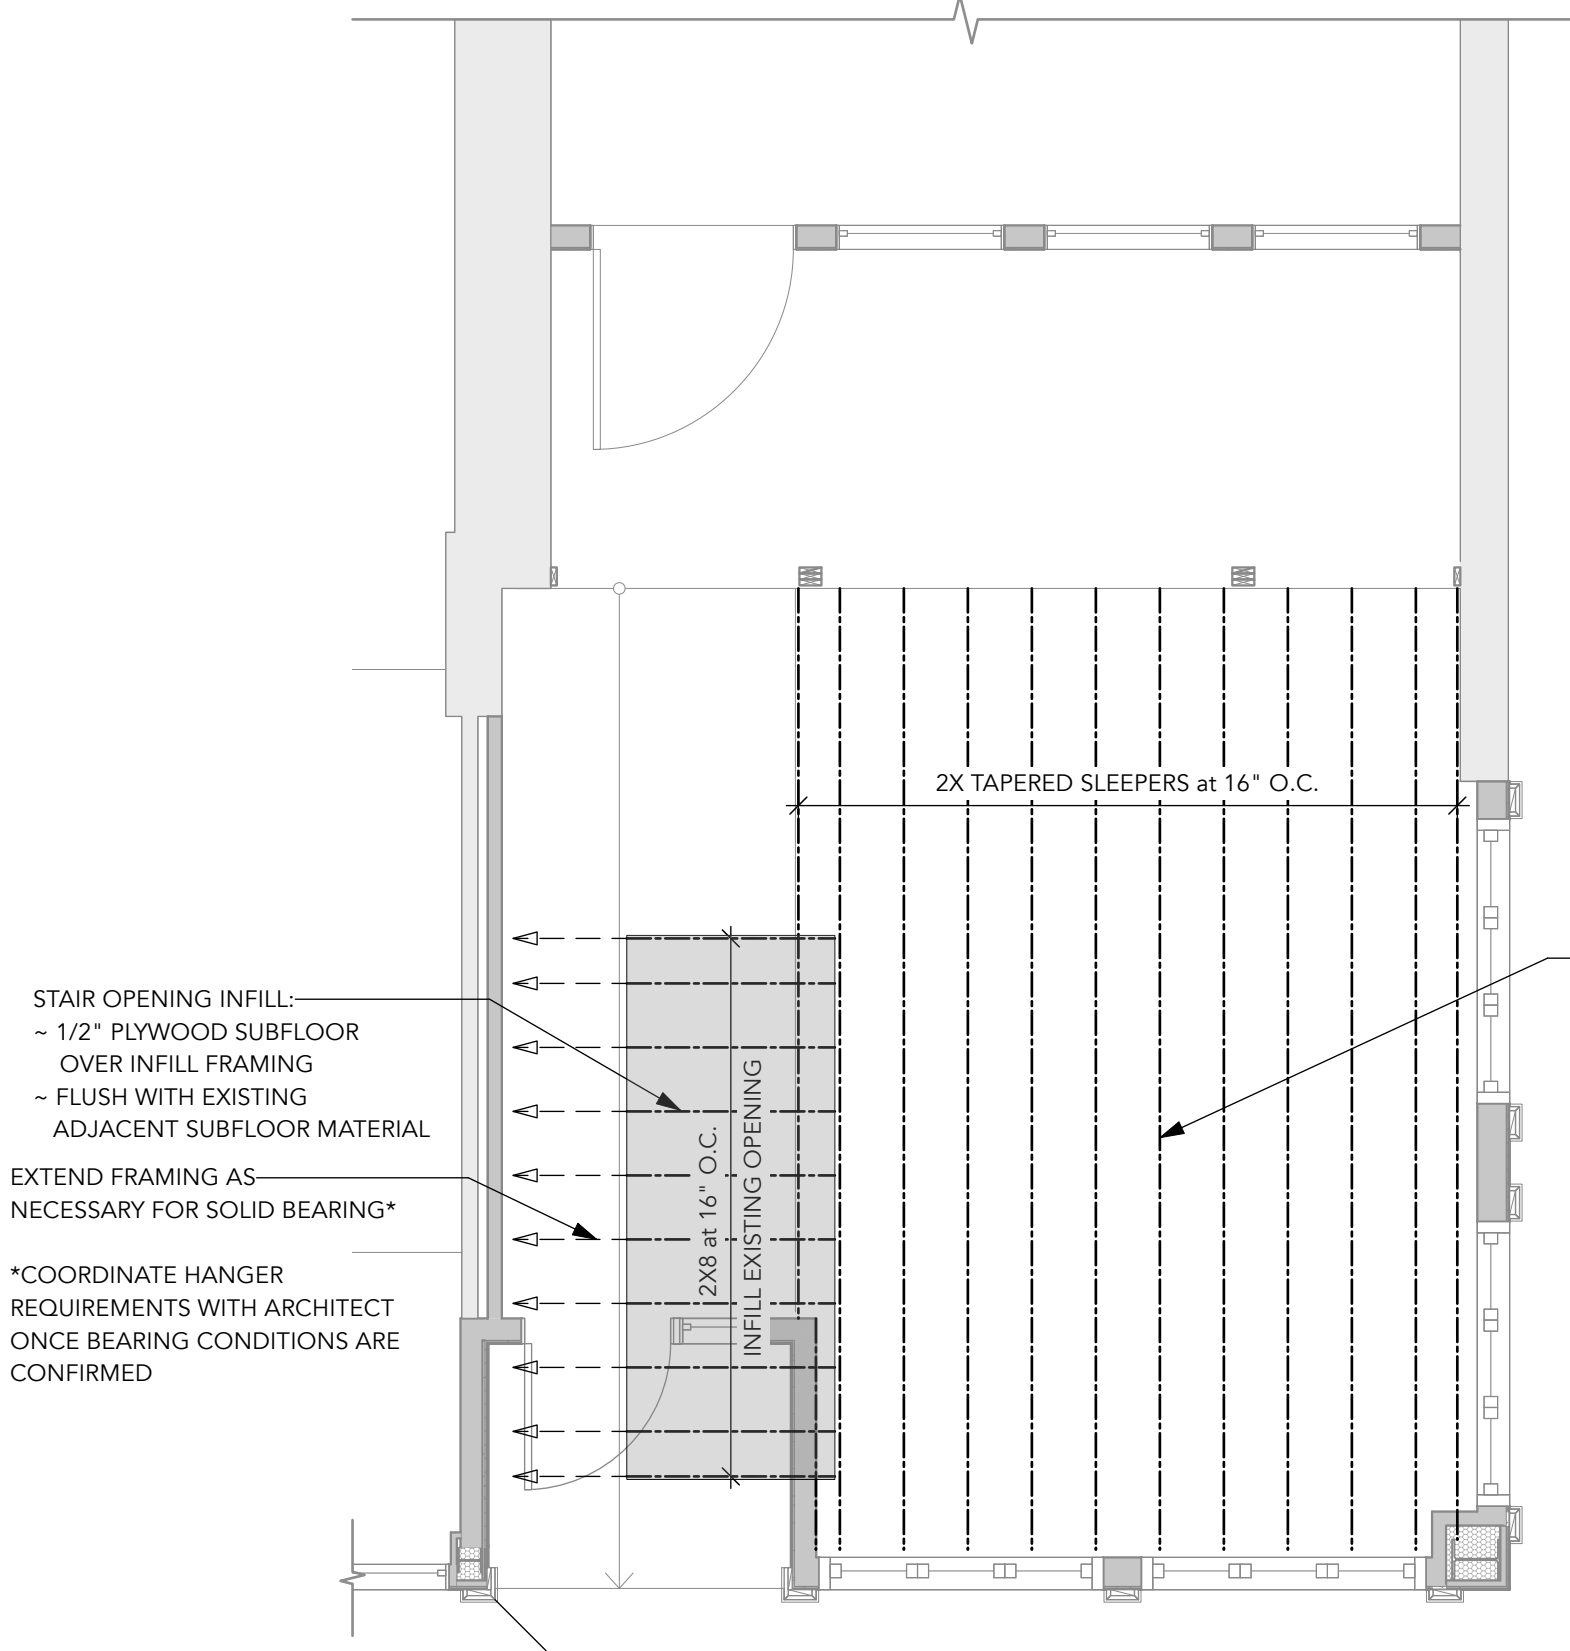 2X TAPERED SLEEPERS at 16" O.C.
STAIR OPENING INFILL:
~ 1/2" PLYWOOD SUBFLOOR
OVER INFILL FRAMING
~ FLUSH WITH EXISTING
ADJACENT SUBFLOOR MATERIAL
EXTEND FRAMING AS
NECESSARY FOR SOLID BEARING*
*COORDINATE HANGER
REQUIREMENTS WITH ARCHITECT
ONCE BEARING CONDITIONS ARE
CONFIRMED
2X8 at 16" O.C.
INFILL EXISTING OPENING